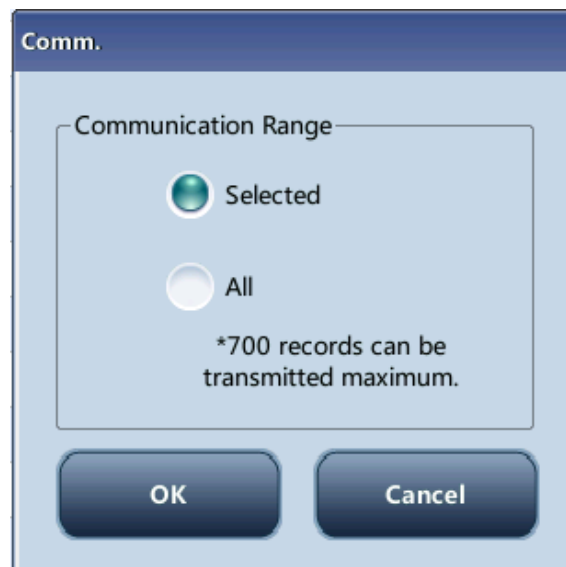 Comm.
Communication Range
Selected
All
*700 records can be
transmitted maximum.
OK
Cancel